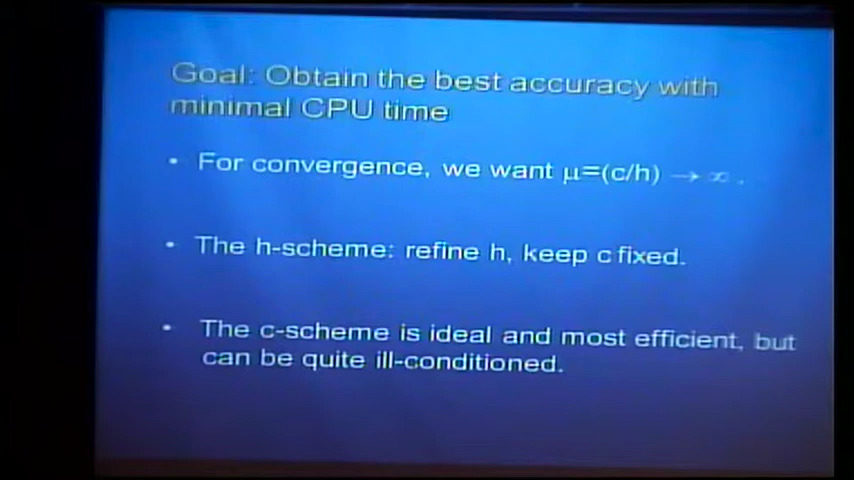 Goal: Obtain the best accuracy with
minimal CPU time
• For convergence, we want μ=(c/h) → ∞ .
• The h-scheme: refine h, keep c fixed.
• The c-scheme is ideal and most efficient, but
can be quite ill-conditioned.